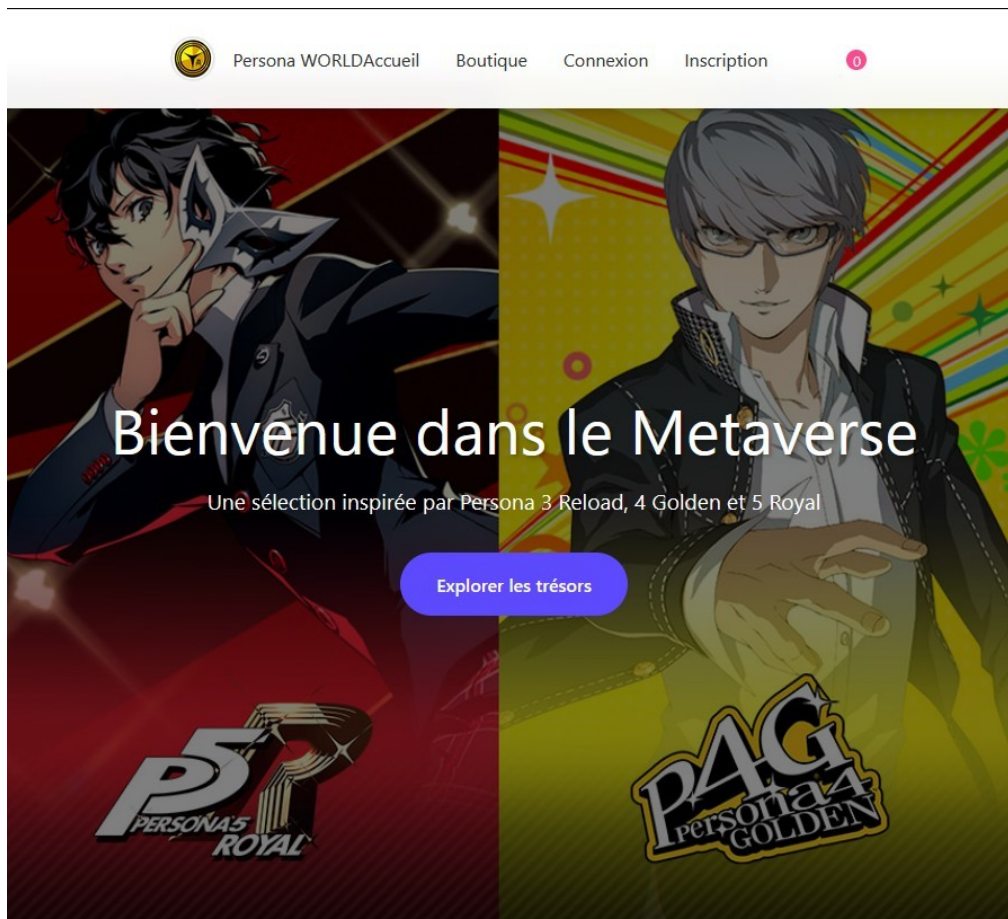 Persona WORLDAccueil Boutique Connexion Inscription 0
Bienvenue dans le Metaverse
Une sélection inspirée par Persona 3 Reload, 4 Golden et 5 Royal
Explorer les trésors
P5R
PERSONA5
ROYAL
P4G
Persona4
GOLDEN